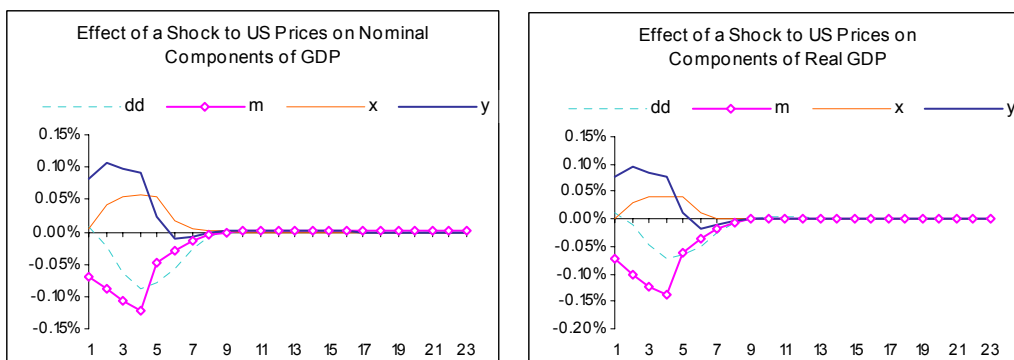 Effect of a Shock to US Prices on Nominal
Components of GDP
dd m x y
0.15%
0.10%
0.05%
0.00%
-0.05%
-0.10%
-0.15%
1 3 5 7 9 11 13 15 17 19 21 23
Effect of a Shock to US Prices on
Components of Real GDP
dd m x y
0.15%
0.10%
0.05%
0.00%
-0.05%
-0.10%
-0.15%
-0.20%
1 3 5 7 9 11 13 15 17 19 21 23